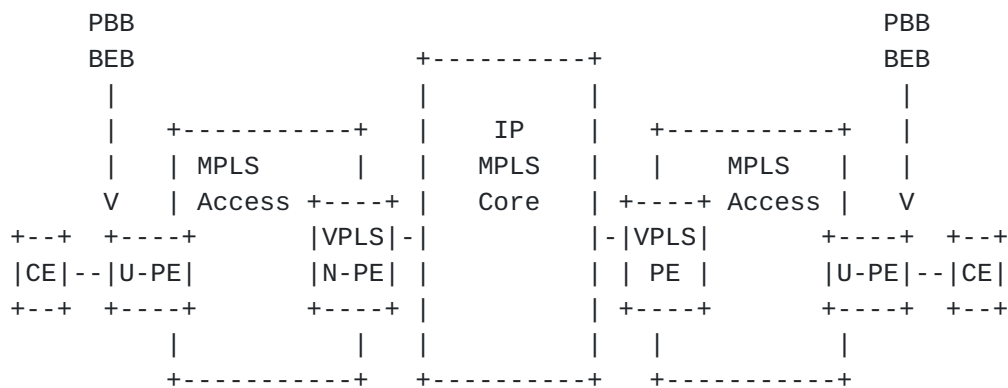 PBB PBB
BEB +----------+ BEB
| | | |
| +-----------+ | IP | +-----------+ |
| | MPLS | | MPLS | | MPLS | |
V | Access +----+ | Core | +----+ Access | V
+--+ +----+ |VPLS|-| |-|VPLS| +----+ +--+
|CE|--|U-PE| |N-PE| | | | PE | |U-PE|--|CE|
+--+ +----+ +----+ | | +----+ +----+ +--+
| | | | | |
+-----------+ +----------+ +-----------+